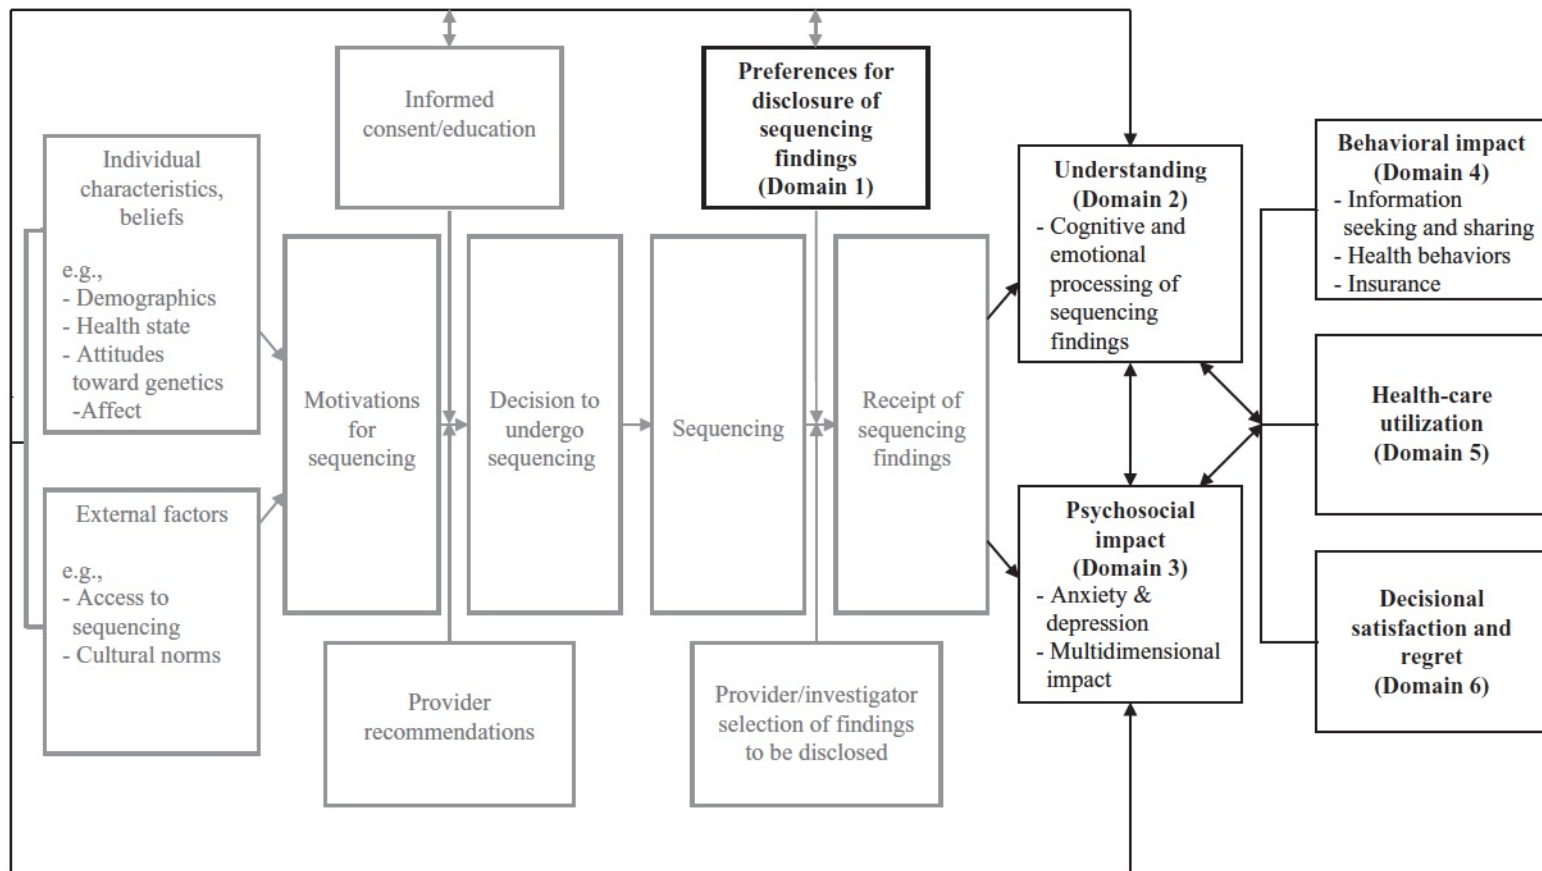 Informed
consent/education
Preferences for
disclosure of
sequencing
findings
(Domain 1)
Individual
characteristics,
beliefs
e.g.,
- Demographics
- Health state
- Attitudes
toward genetics
-Affect
External factors
e.g.,
- Access to
sequencing
- Cultural norms
Motivations
for
sequencing
Decision to
undergo
sequencing
Sequencing
Receipt of
sequencing
findings
Provider
recommendations
Provider/investigator
selection of findings
to be disclosed
Understanding
(Domain 2)
- Cognitive and
emotional
processing of
sequencing
findings
Psychosocial
impact
(Domain 3)
- Anxiety &
depression
- Multidimensional
impact
Behavioral impact
(Domain 4)
- Information
seeking and sharing
- Health behaviors
- Insurance
Health-care
utilization
(Domain 5)
Decisional
satisfaction and
regret
(Domain 6)